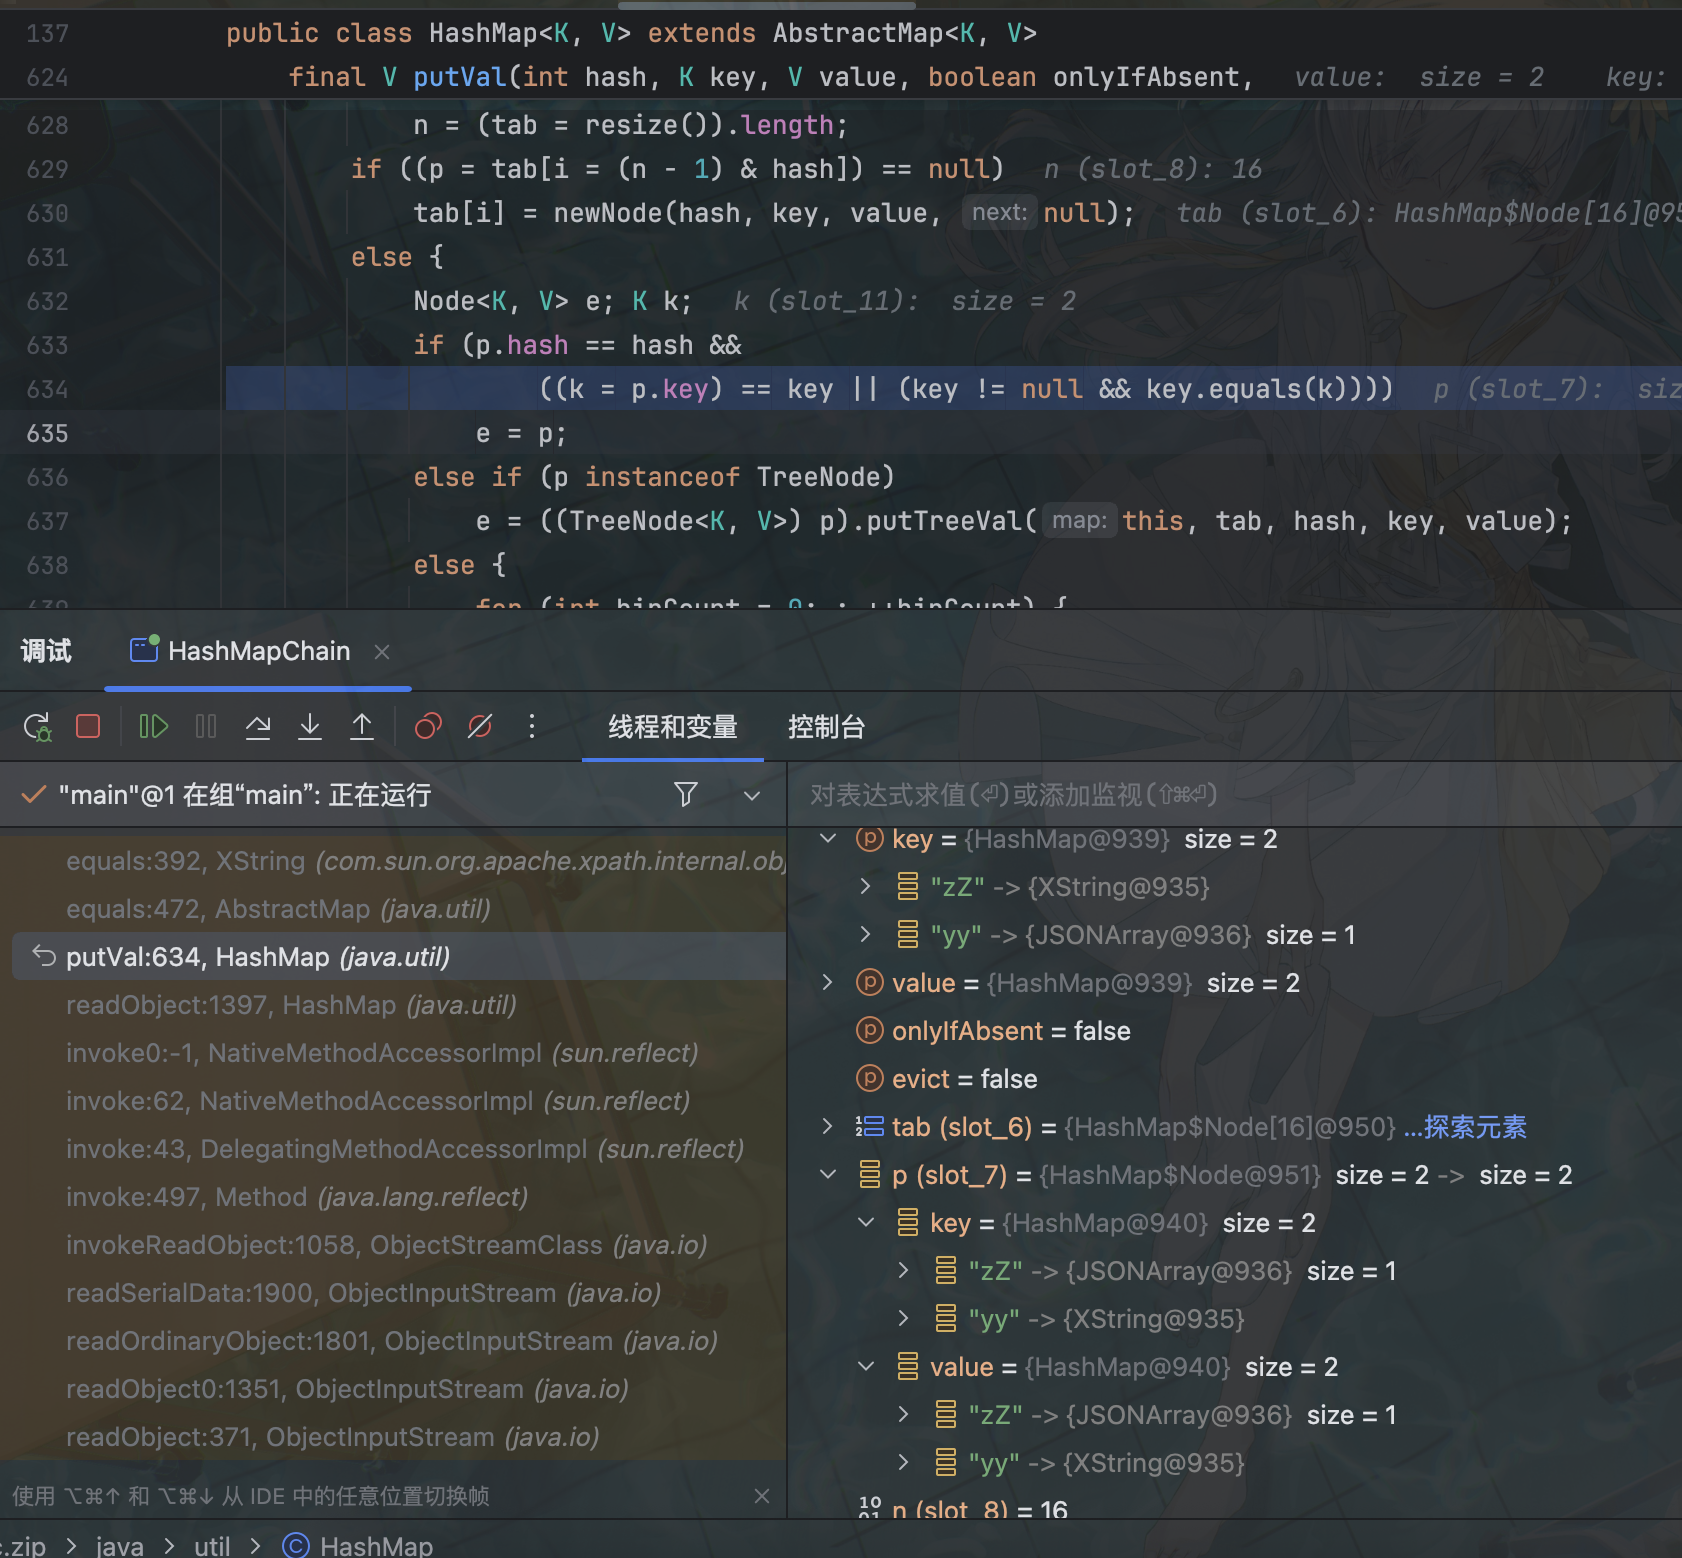 137 public class HashMap<K, V> extends AbstractMap<K, V>
624 final V putVal(int hash, K key, V value, boolean onlyIfAbsent, value: size = 2 key:
628 n = (tab = resize()).length;
629 if ((p = tab[i = (n - 1) & hash]) == null) n (slot_8): 16
630 tab[i] = newNode(hash, key, value, next: null); tab (slot_6): HashMap$Node[16]@95
631 else {
632 Node<K, V> e; K k; k (slot_11): size = 2
633 if (p.hash == hash &&
634 ((k = p.key) == key || (key != null && key.equals(k)))) p (slot_7): siz
635 e = p;
636 else if (p instanceof TreeNode)
637 e = ((TreeNode<K, V>) p).putTreeVal( map: this, tab, hash, key, value);
638 else {
639 for (int binCount = 0; ; ++binCount) {
调试 HashMapChain
线程和变量 控制台
"main"@1 在组“main”: 正在运行
equals:392, XString (com.sun.org.apache.xpath.internal.obj
equals:472, AbstractMap (java.util)
putVal:634, HashMap (java.util)
readObject:1397, HashMap (java.util)
invoke0:-1, NativeMethodAccessorImpl (sun.reflect)
invoke:62, NativeMethodAccessorImpl (sun.reflect)
invoke:43, DelegatingMethodAccessorImpl (sun.reflect)
invoke:497, Method (java.lang.reflect)
invokeReadObject:1058, ObjectStreamClass (java.io)
readSerialData:1900, ObjectInputStream (java.io)
readOrdinaryObject:1801, ObjectInputStream (java.io)
readObject0:1351, ObjectInputStream (java.io)
readObject:371, ObjectInputStream (java.io)
使用 ⌥⌘↑ 和 ⌥⌘↓ 从 IDE 中的任意位置切换帧
对表达式求值(⏎)或添加监视(⇧⌘⏎)
key = {HashMap@939} size = 2
"zZ" -> {XString@935}
"yy" -> {JSONArray@936} size = 1
value = {HashMap@939} size = 2
onlyIfAbsent = false
evict = false
tab (slot_6) = {HashMap$Node[16]@950} ...探索元素
p (slot_7) = {HashMap$Node@951} size = 2 -> size = 2
key = {HashMap@940} size = 2
"zZ" -> {JSONArray@936} size = 1
"yy" -> {XString@935}
value = {HashMap@940} size = 2
"zZ" -> {JSONArray@936} size = 1
"yy" -> {XString@935}
n (slot_8) = 16
c.zip > java > util > HashMap